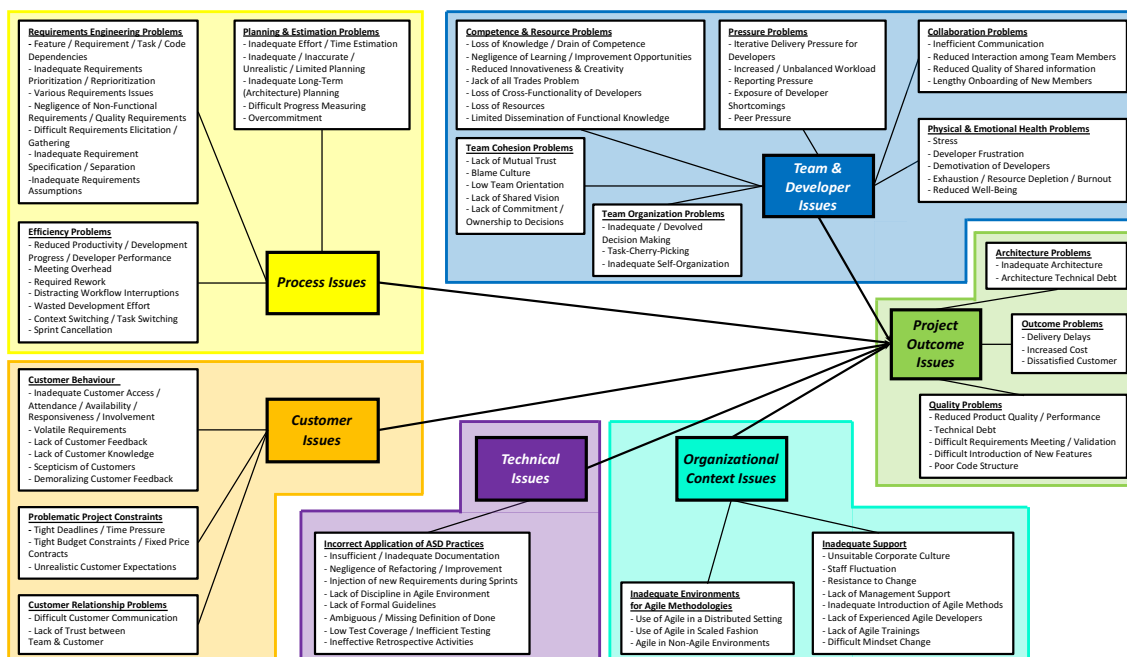 Requirements Engineering Problems
- Feature / Requirement / Task / Code
Dependencies
- Inadequate Requirements
Prioritization / Reprioritization
- Various Requirements Issues
- Negligence of Non-Functional
Requirements / Quality Requirements
- Difficult Requirements Elicitation /
Gathering
- Inadequate Requirement
Specification / Separation
-Inadequate Requirements
Assumptions
Planning & Estimation Problems
- Inadequate Effort / Time Estimation
- Inadequate / Inaccurate /
Unrealistic / Limited Planning
- Inadequate Long-Term
(Architecture) Planning
- Difficult Progress Measuring
- Overcommitment
Efficiency Problems
- Reduced Productivity / Development
Progress / Developer Performance
- Meeting Overhead
- Required Rework
- Distracting Workflow Interruptions
- Wasted Development Effort
- Context Switching / Task Switching
- Sprint Cancellation
Process Issues
Competence & Resource Problems
- Loss of Knowledge / Drain of Competence
- Negligence of Learning / Improvement Opportunities
- Reduced Innovativeness & Creativity
- Jack of all Trades Problem
- Loss of Cross-Functionality of Developers
- Loss of Resources
- Limited Dissemination of Functional Knowledge
Pressure Problems
- Iterative Delivery Pressure for
Developers
- Increased / Unbalanced Workload
- Reporting Pressure
- Exposure of Developer
Shortcomings
- Peer Pressure
Collaboration Problems
- Inefficient Communication
- Reduced Interaction among Team Members
- Reduced Quality of Shared information
- Lengthy Onboarding of New Members
Team Cohesion Problems
- Lack of Mutual Trust
- Blame Culture
- Low Team Orientation
- Lack of Shared Vision
- Lack of Commitment /
Ownership to Decisions
Team Organization Problems
- Inadequate / Devolved
Decision Making
- Task-Cherry-Picking
- Inadequate Self-Organization
Team &
Developer
Issues
Physical & Emotional Health Problems
- Stress
- Developer Frustration
- Demotivation of Developers
- Exhaustion / Resource Depletion / Burnout
- Reduced Well-Being
Architecture Problems
- Inadequate Architecture
- Architecture Technical Debt
Project
Outcome
Issues
Outcome Problems
- Delivery Delays
- Increased Cost
- Dissatisfied Customer
Quality Problems
- Reduced Product Quality / Performance
- Technical Debt
- Difficult Requirements Meeting / Validation
- Difficult Introduction of New Features
- Poor Code Structure
Customer Behaviour
- Inadequate Customer Access /
Attendance / Availability /
Responsiveness / Involvement
- Volatile Requirements
- Lack of Customer Feedback
- Lack of Customer Knowledge
- Scepticism of Customers
- Demoralizing Customer Feedback
Customer
Issues
Problematic Project Constraints
- Tight Deadlines / Time Pressure
- Tight Budget Constraints / Fixed Price
Contracts
- Unrealistic Customer Expectations
Customer Relationship Problems
- Difficult Customer Communication
- Lack of Trust between
Team & Customer
Technical
Issues
Incorrect Application of ASD Practices
- Insufficient / Inadequate Documentation
- Negligence of Refactoring / Improvement
- Injection of new Requirements during Sprints
- Lack of Discipline in Agile Environment
- Lack of Formal Guidelines
- Ambiguous / Missing Definition of Done
- Low Test Coverage / Inefficient Testing
- Ineffective Retrospective Activities
Organizational
Context Issues
Inadequate Environments
for Agile Methodologies
- Use of Agile in a Distributed Setting
- Use of Agile in Scaled Fashion
- Agile in Non-Agile Environments
Inadequate Support
- Unsuitable Corporate Culture
- Staff Fluctuation
- Resistance to Change
- Lack of Management Support
- Inadequate Introduction of Agile Methods
- Lack of Experienced Agile Developers
- Lack of Agile Trainings
- Difficult Mindset Change